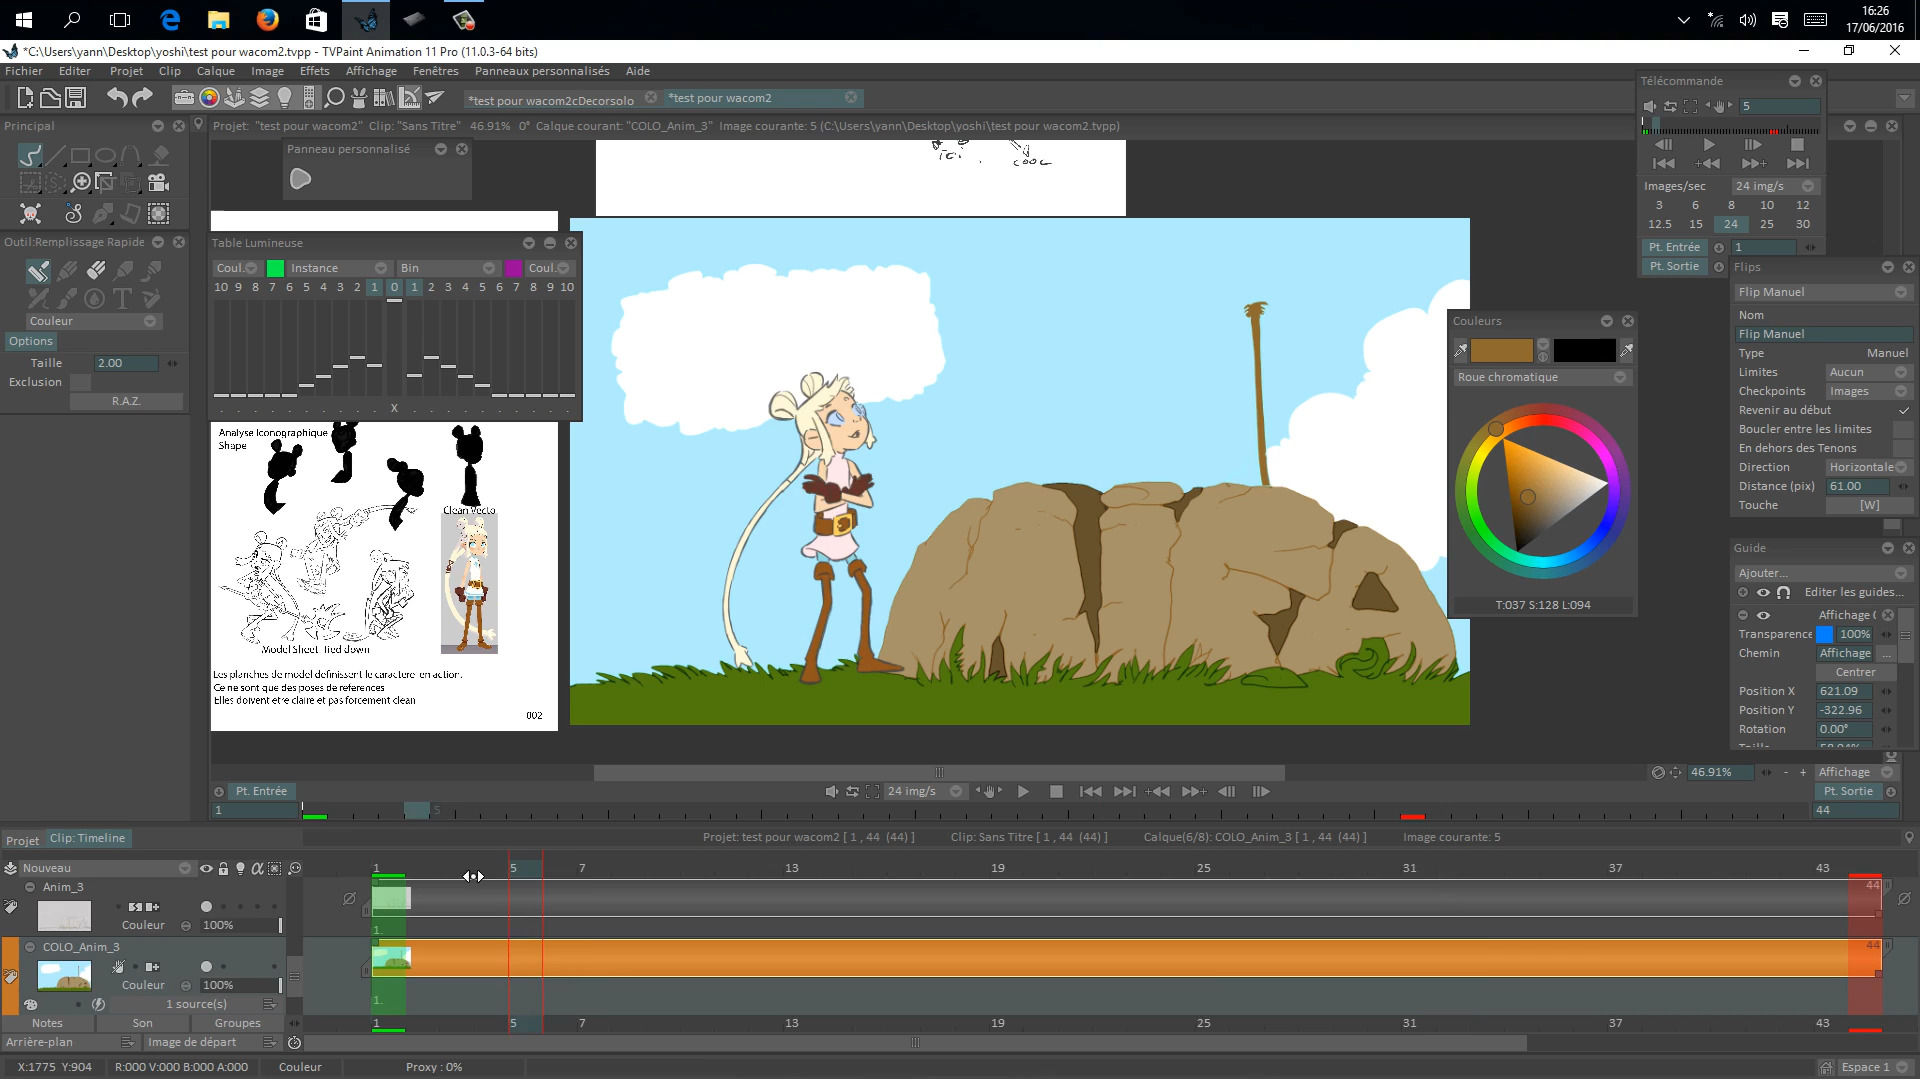 16:26
17/06/2016
*C:\Users\yann\Desktop\yoshi\test pour wacom2.tvpp - TVPaint Animation 11 Pro (11.0.3-64 bits)
Fichier Editer Projet Clip Calque Image Effets Affichage Fenêtres Panneaux personnalisés Aide
*test pour wacom2cDecorsolo *test pour wacom2
Projet: "test pour wacom2" Clip: "Sans Titre" 46.91% 0° Calque courant: "COLO_Anim_3" Image courante: 5 (C:\Users\yann\Desktop\yoshi\test pour wacom2.tvpp)
Principal
Panneau personnalisé
Outil:Remplissage Rapide
Couleur
Options
Taille 2.00
Exclusion
R.A.Z.
Table Lumineuse
Coul. Instance Bin Coul.
10 9 8 7 6 5 4 3 2 1 0 1 2 3 4 5 6 7 8 9 10
X
Analyse Iconographique
Shape
Clean Vecto
Model Sheet Tied down
Les planches de model definissent le caractere en action.
Ce ne sont que des poses de references
Elles doivent etre claire et pas forcement clean
002
Télécommande
5
Images/sec 24 img/s
3 6 8 10 12
12.5 15 24 25 30
Pt. Entrée 1
Pt. Sortie
Flips
Flip Manuel
Nom
Flip Manuel
Type Manuel
Limites Aucun
Checkpoints Images
Revenir au début
Boucler entre les limites
En dehors des Tenons
Direction Horizontale
Distance (pix) 61.00
Touche [W]
Couleurs
Roue chromatique
T:037 S:128 L:094
Guide
Ajouter...
Editer les guides...
Affichage
Transparence 100%
Chemin Affichage ...
Centrer
Position X 621.09
Position Y -322.96
Rotation 0.00°
46.91% - + Affichage
Pt. Entrée 24 img/s Pt. Sortie
1 5 44
Projet Clip: Timeline
Projet: test pour wacom2 [ 1 , 44 (44) ] Clip: Sans Titre [ 1 , 44 (44) ] Calque(6/8): COLO_Anim_3 [ 1 , 44 (44) ] Image courante: 5
Nouveau
1 5 7 13 19 25 31 37 43
Anim_3
44
Couleur 100%
1.
COLO_Anim_3
44
Couleur 100%
1 source(s)
1.
Notes Son Groupes
1 5 7 13 19 25 31 37 43
Arrière-plan Image de départ
X:1775 Y:904 R:000 V:000 B:000 A:000 Couleur Proxy : 0% Espace 1